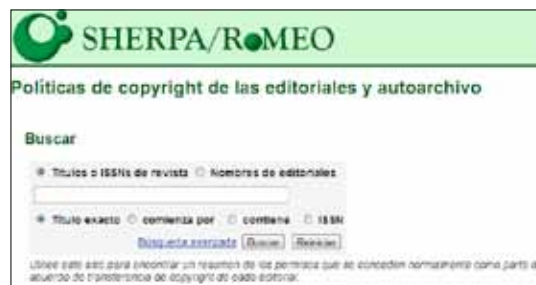 SHERPA/RoMEO
Políticas de copyright de las editoriales y autoarchivo
Buscar
Títulos o ISSNs de revista Nombres de editoriales
Título exacto comienza por contiene ISSN
Búsqueda avanzada Buscar Reiniciar
Utilice este sitio para encontrar un resumen de los permisos que se conceden normalmente como parte d
acuerdo de transferencia de copyright de cada editorial.